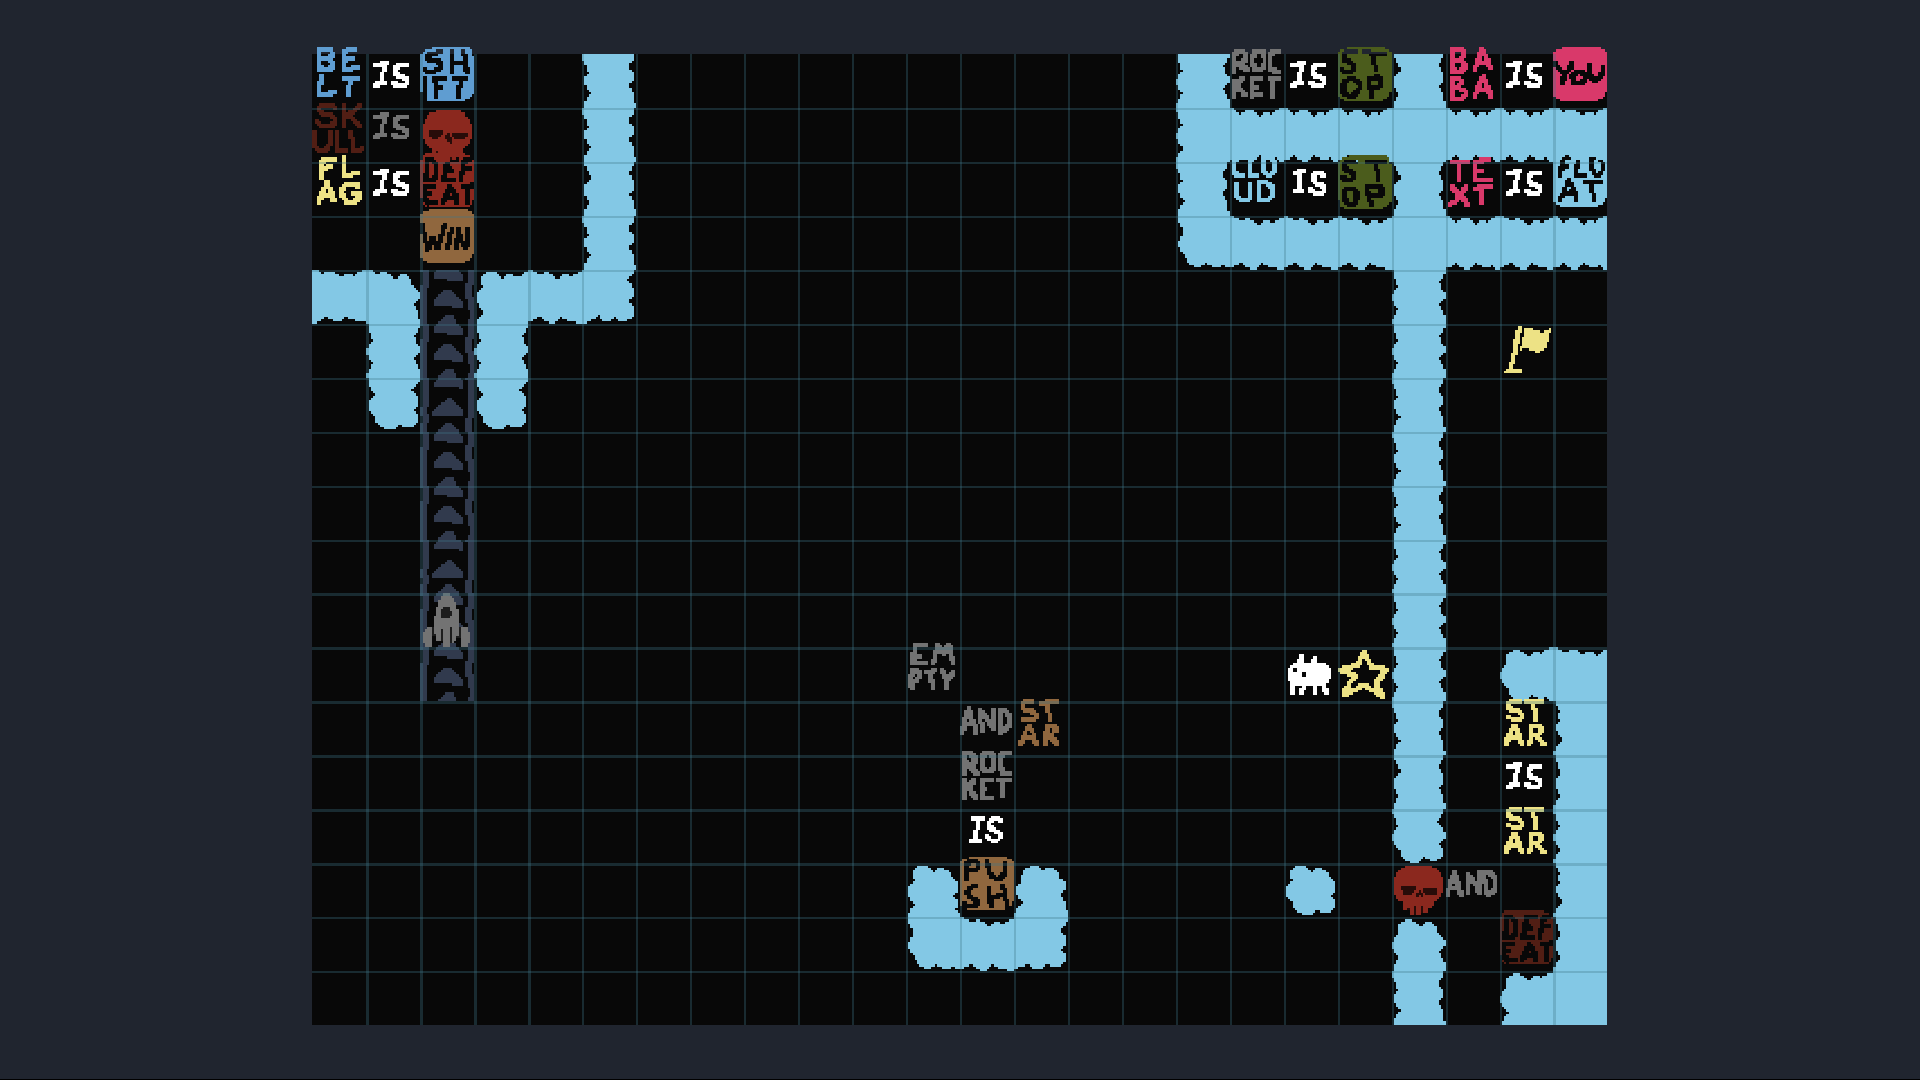 BELT IS SHFT
ROCKET IS STOP
BABA IS YOU
SKULL IS
FLAG IS DEFEAT
CLOUD IS STOP
TEXT IS FLOAT
WIN
EMPTY
AND STAR
STAR
ROCKET
IS
IS
STAR
PUSH
AND
DEFEAT